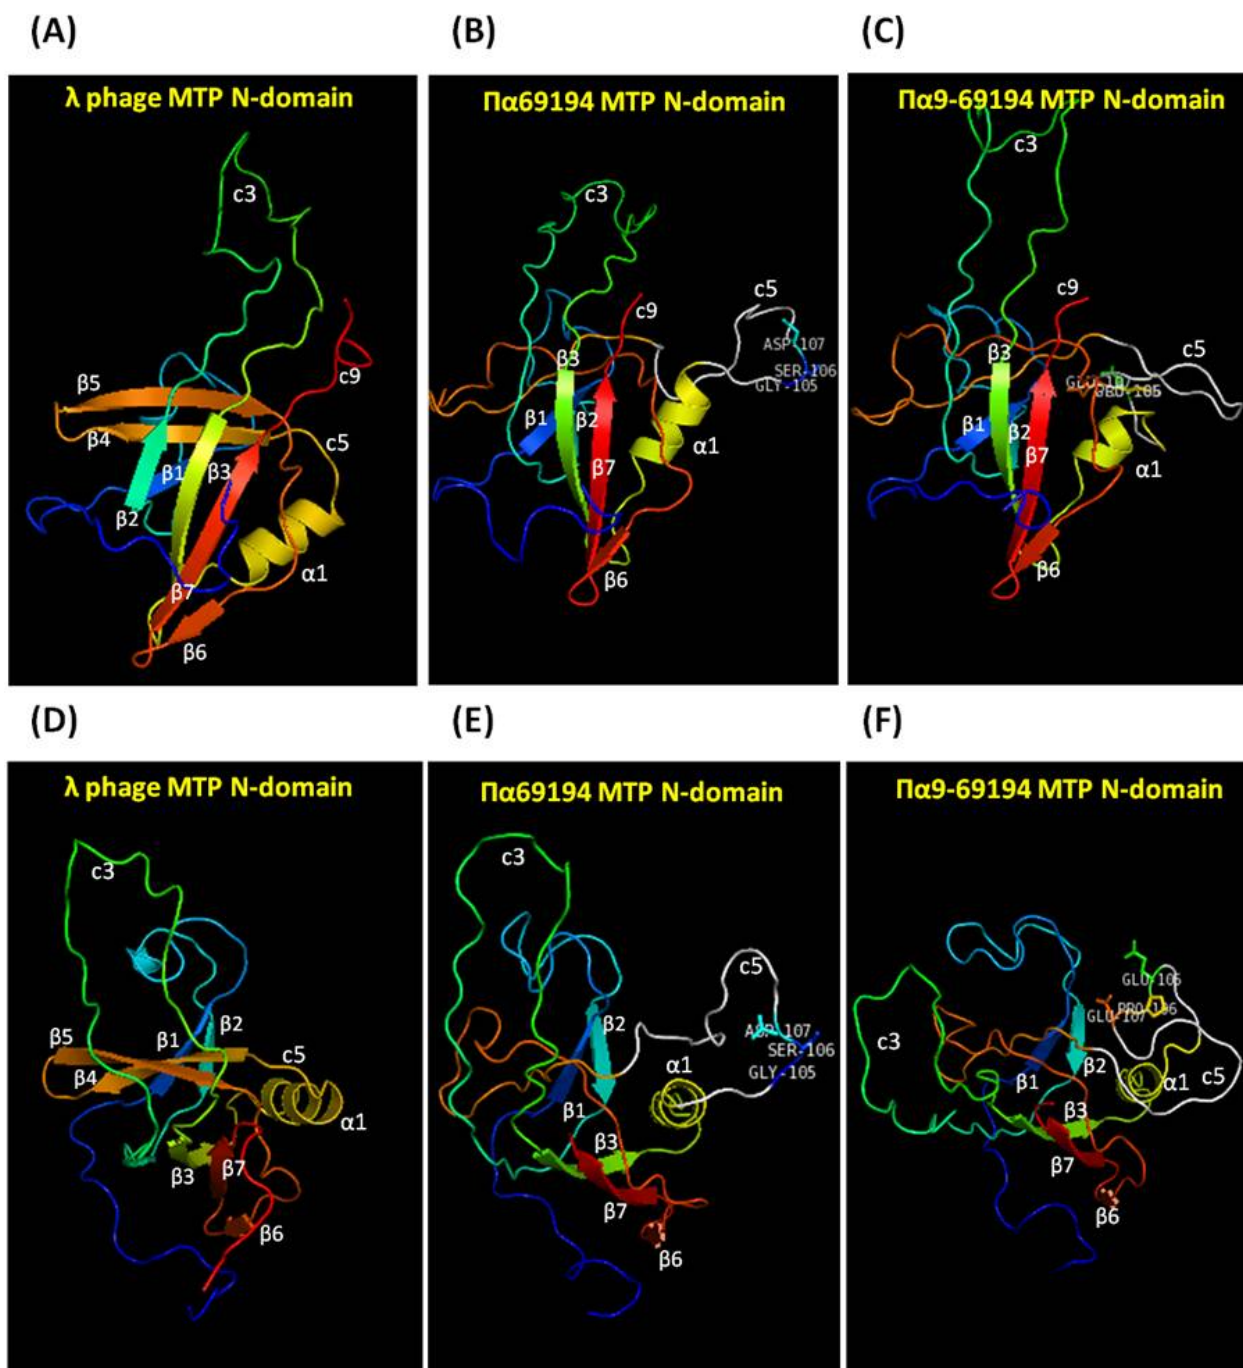 (A)
(B)
(C)
λ phage MTP N-domain
Πα69194 MTP N-domain
Πα9-69194 MTP N-domain
c3
c9
β5
β4
β1
β3
c5
β2
β7
α1
β6
c3
c5
c9
ASP-107
SER-106
GLY-105
β3
β1
β2
β7
α1
β6
c3
c9
c5
β3
β1
β2
β7
α1
β6
(D)
(E)
(F)
λ phage MTP N-domain
Πα69194 MTP N-domain
Πα9-69194 MTP N-domain
c3
β5
β1
β2
c5
β4
α1
β3
β7
β6
c3
c5
β2
ASP-107
SER-106
GLY-105
α1
β1
β3
β7
β6
c3
PRO-106
GLU-107
β2
β1
α1
c5
β3
β7
β6